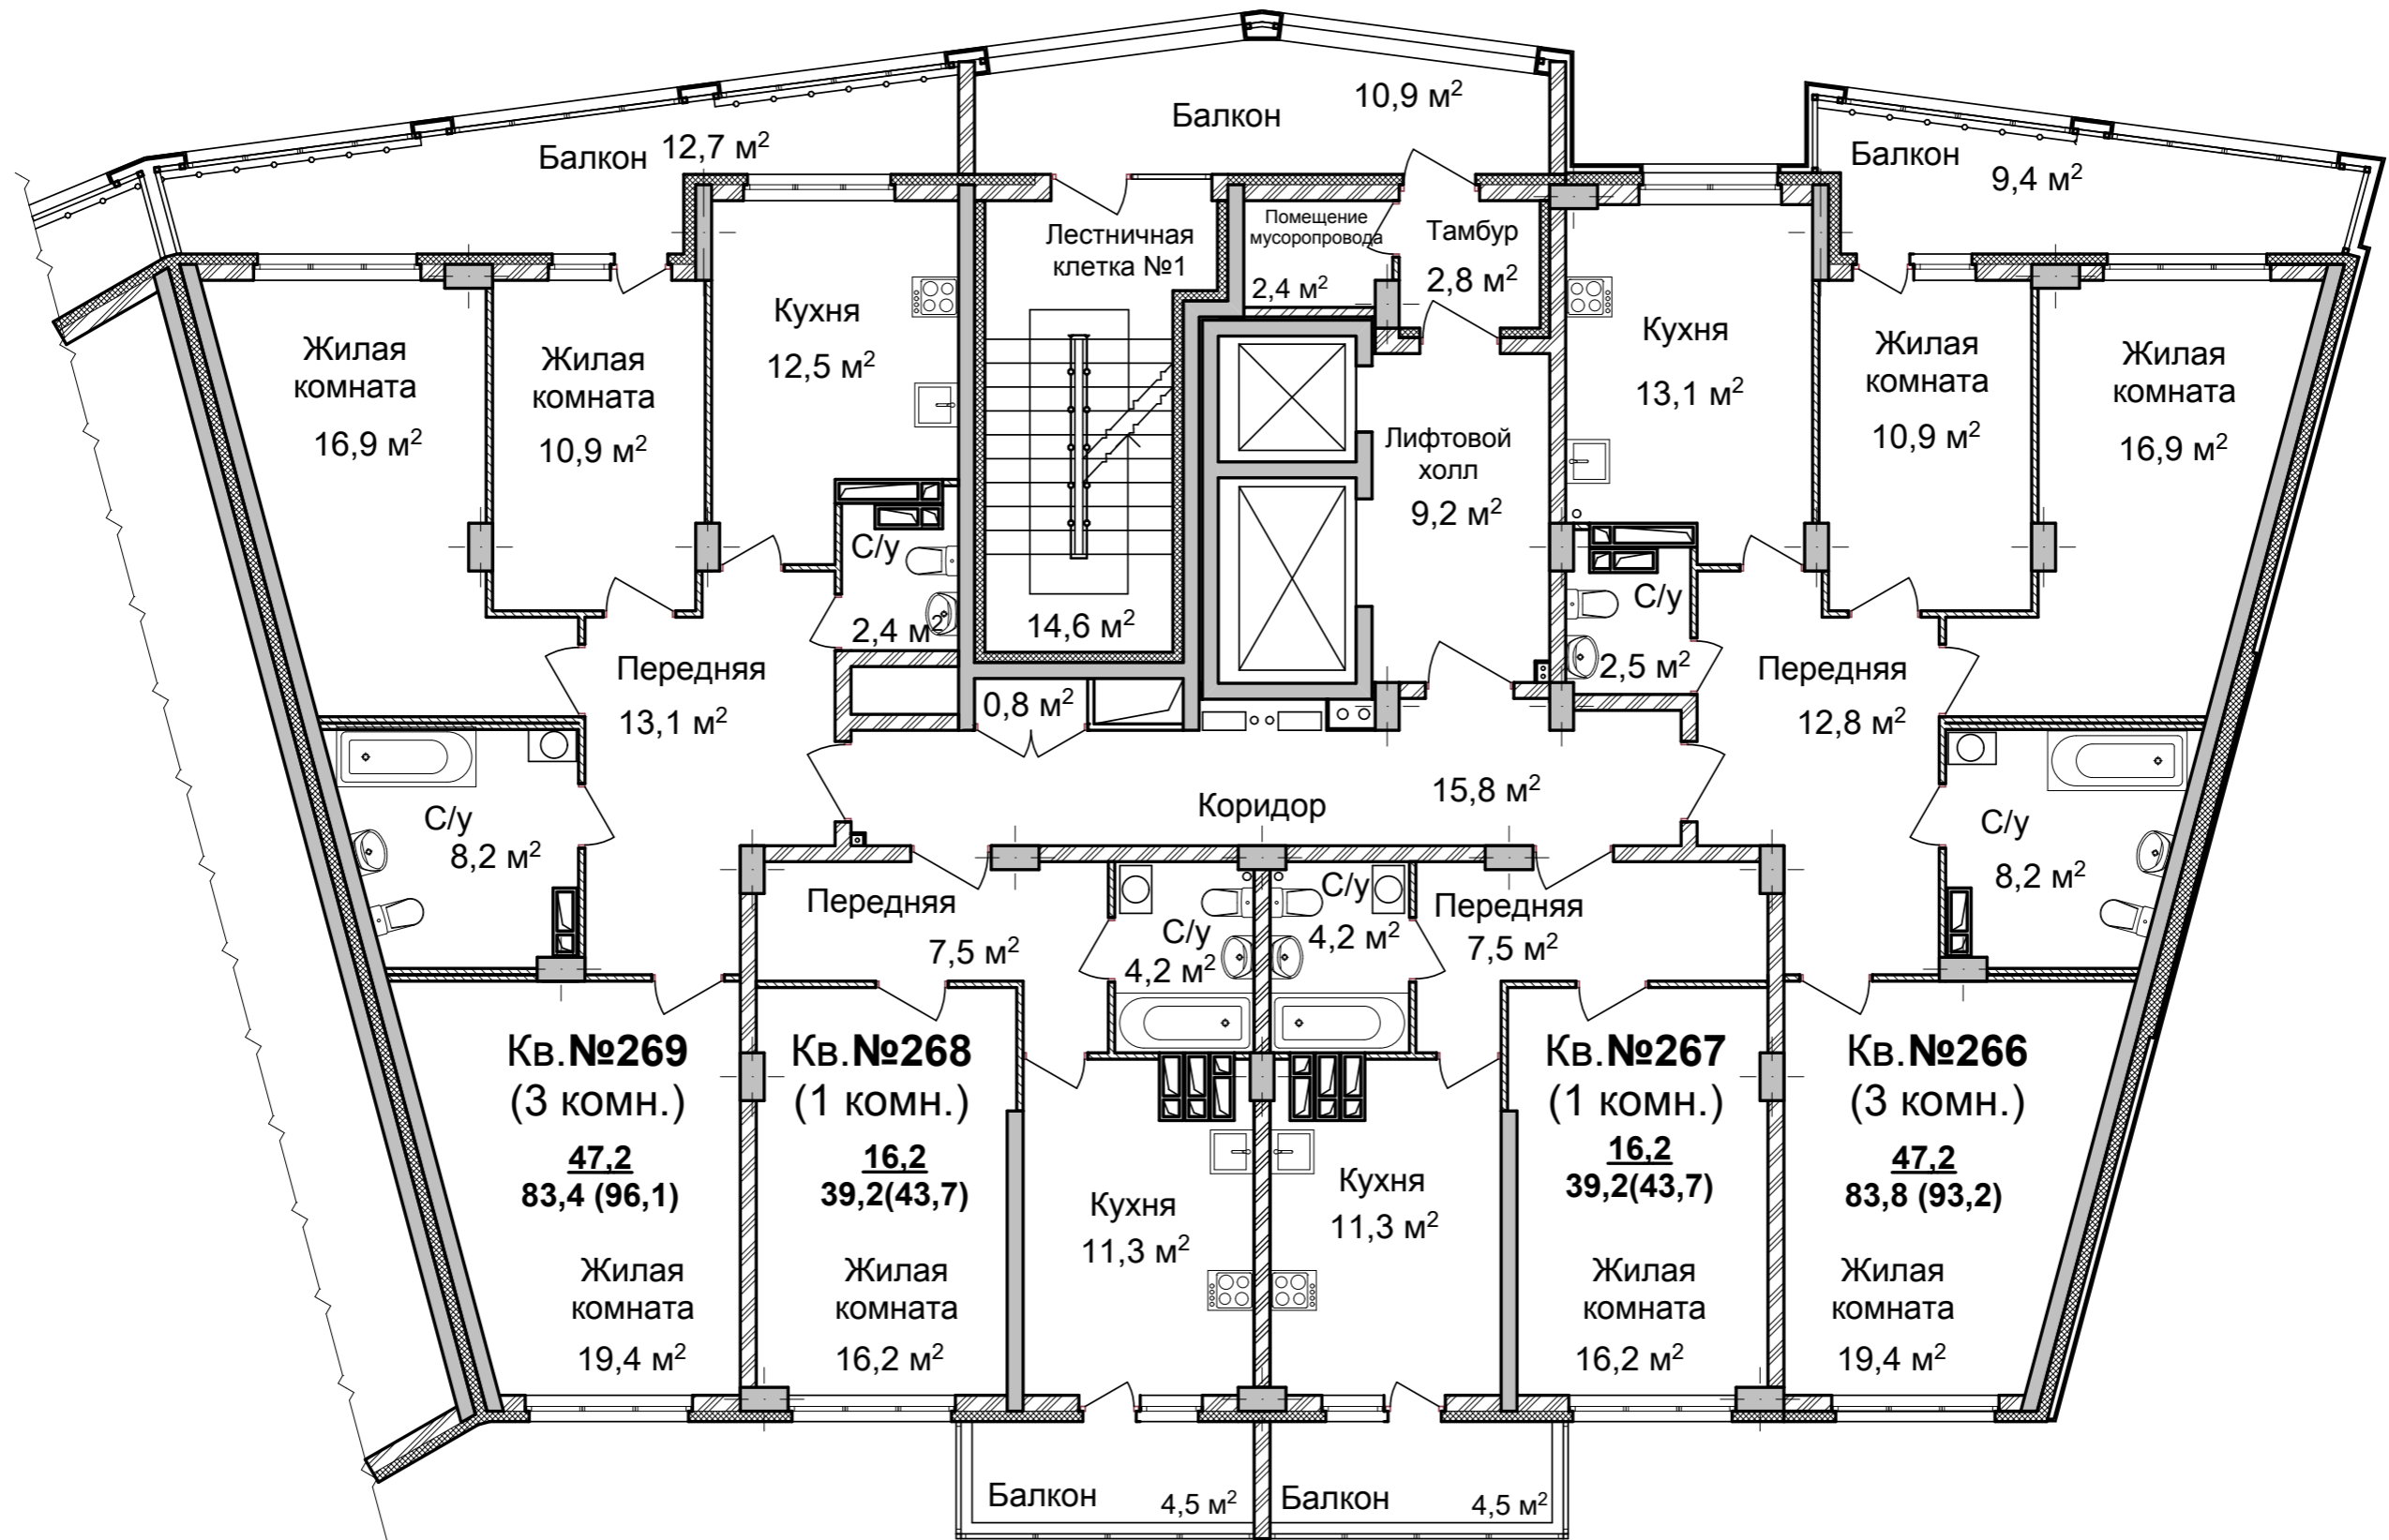 Балкон 12,7 м²
Балкон
10,9 м²
Балкон
9,4 м²
Жилая
комната
16,9 м²
Жилая
комната
10,9 м²
Кухня
12,5 м²
Лестничная
клетка №1
14,6 м²
Помещение
мусоропровода
2,4 м²
Тамбур
2,8 м²
Лифтовой
холл
9,2 м²
Кухня
13,1 м²
Жилая
комната
10,9 м²
Жилая
комната
16,9 м²
С/у
2,4 м²
С/у
2,5 м²
Передняя
13,1 м²
0,8 м²
Передняя
12,8 м²
С/у
8,2 м²
Коридор
15,8 м²
С/у
8,2 м²
Передняя
7,5 м²
С/у
4,2 м²
С/у
4,2 м²
Передняя
7,5 м²
Кв.№269
(3 комн.)
47,2
83,4 (96,1)
Жилая
комната
19,4 м²
Кв.№268
(1 комн.)
16,2
39,2(43,7)
Жилая
комната
16,2 м²
Кухня
11,3 м²
Кухня
11,3 м²
Кв.№267
(1 комн.)
16,2
39,2(43,7)
Жилая
комната
16,2 м²
Кв.№266
(3 комн.)
47,2
83,8 (93,2)
Жилая
комната
19,4 м²
Балкон 4,5 м²
Балкон 4,5 м²